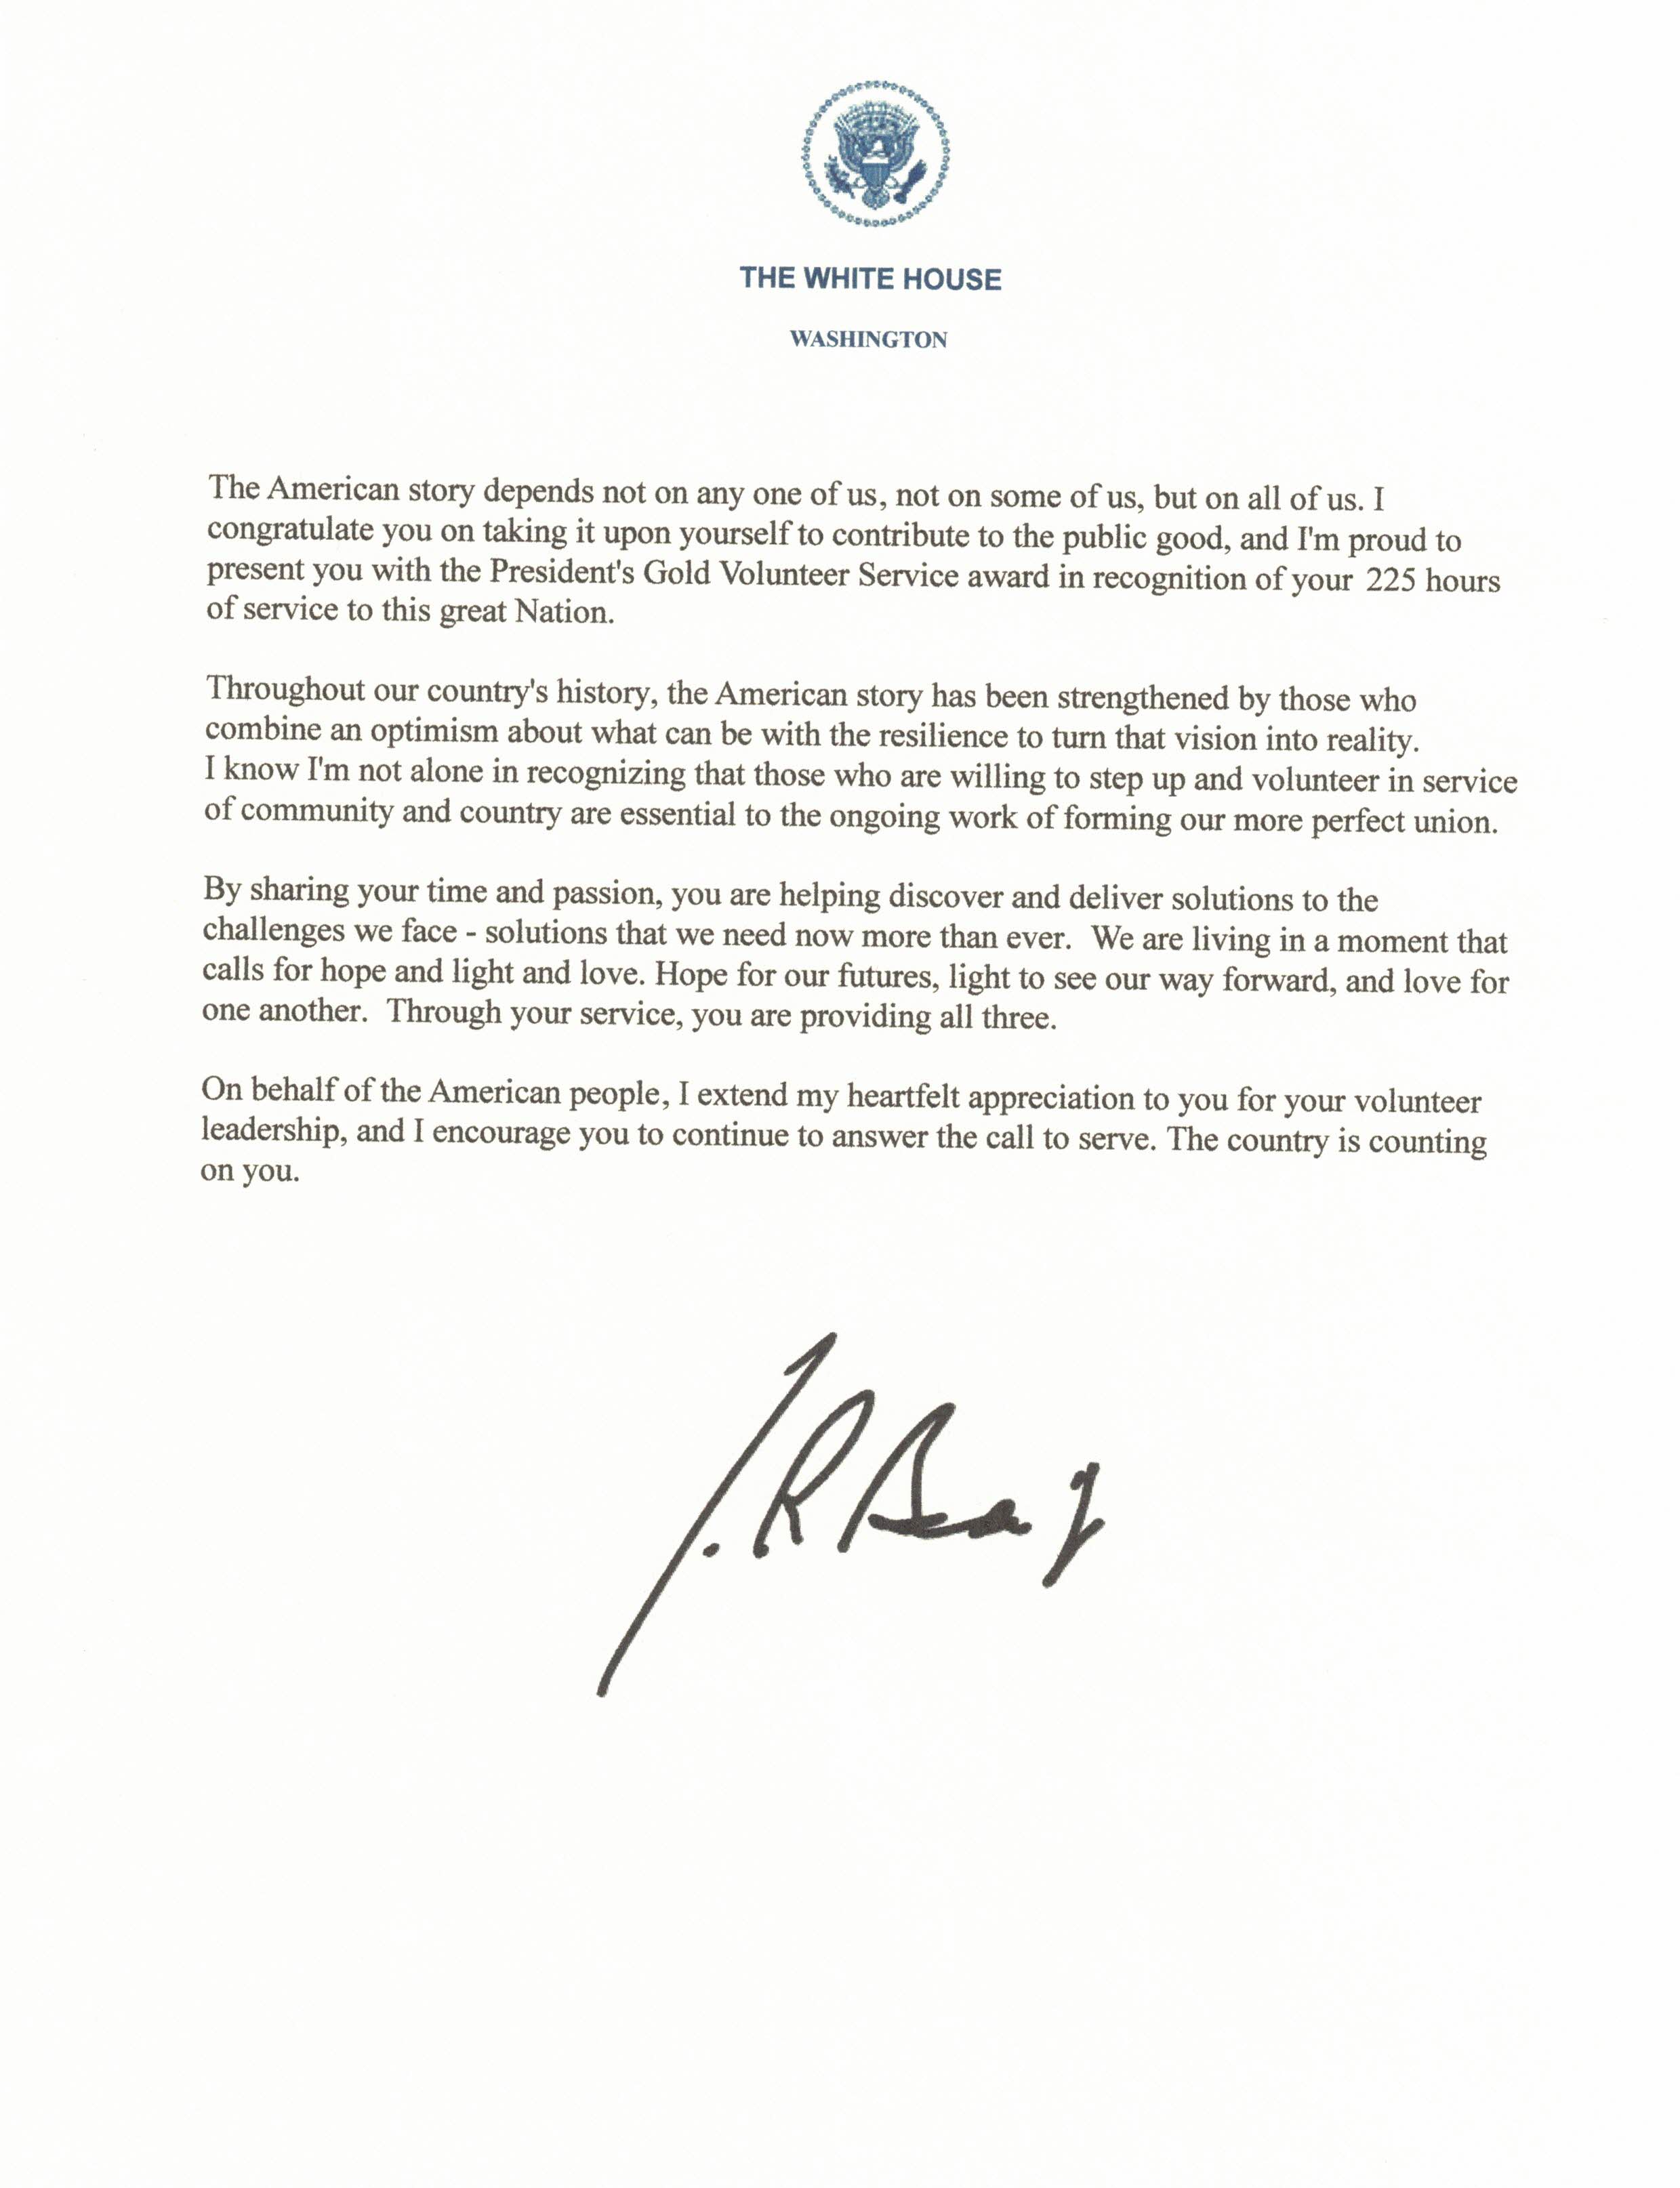 THE WHITE HOUSE
WASHINGTON
The American story depends not on any one of us, not on some of us, but on all of us. I
congratulate you on taking it upon yourself to contribute to the public good, and I'm proud to
present you with the President's Gold Volunteer Service award in recognition of your 225 hours
of service to this great Nation.
Throughout our country's history, the American story has been strengthened by those who
combine an optimism about what can be with the resilience to turn that vision into reality.
I know I'm not alone in recognizing that those who are willing to step up and volunteer in service
of community and country are essential to the ongoing work of forming our more perfect union.
By sharing your time and passion, you are helping discover and deliver solutions to the
challenges we face - solutions that we need now more than ever.  We are living in a moment that
calls for hope and light and love. Hope for our futures, light to see our way forward, and love for
one another.  Through your service, you are providing all three.
On behalf of the American people, I extend my heartfelt appreciation to you for your volunteer
leadership, and I encourage you to continue to answer the call to serve. The country is counting
on you.